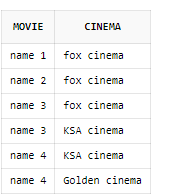 MOVIE CINEMA
name 1 fox cinema
name 2 fox cinema
name 3 fox cinema
name 3 KSA cinema
name 4 KSA cinema
name 4 Golden cinema